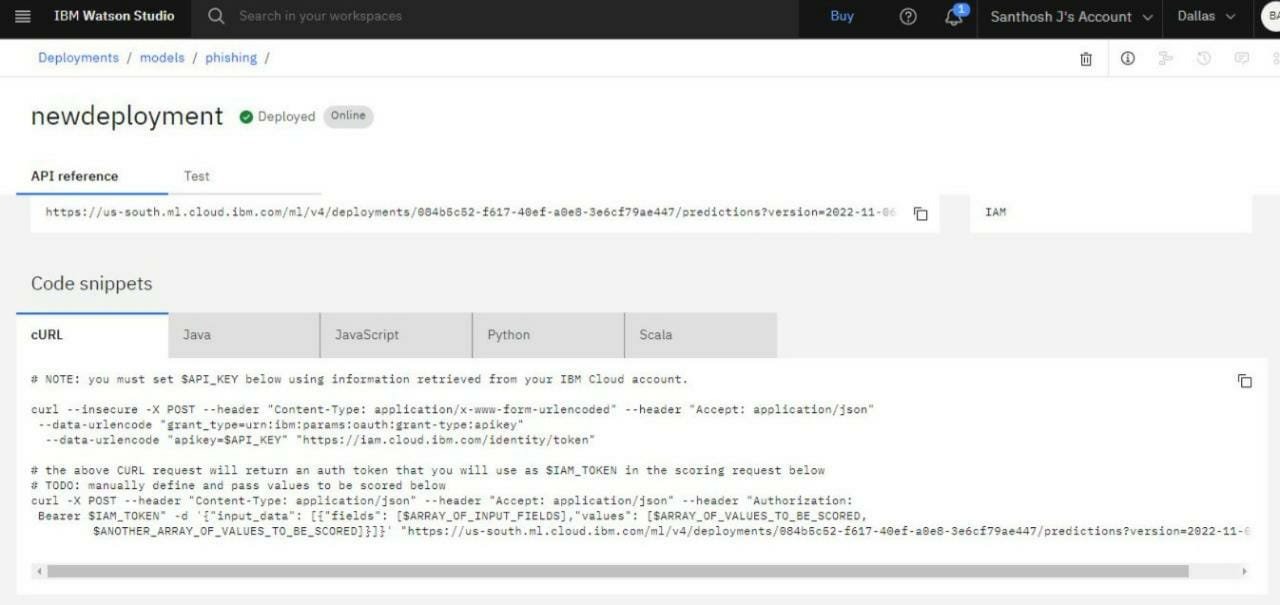 IBM Watson Studio
Search in your workspaces
Buy
1
Santhosh J's Account
Dallas
BA
Deployments / models / phishing /
newdeployment
Deployed
Online
API reference
Test
https://us-south.ml.cloud.ibm.com/ml/v4/deployments/084b5c52-f617-40ef-a0e8-3e6cf79ae447/predictions?version=2022-11-06
IAM
Code snippets
cURL
Java
JavaScript
Python
Scala
# NOTE: you must set $API_KEY below using information retrieved from your IBM Cloud account.
curl --insecure -X POST --header "Content-Type: application/x-www-form-urlencoded" --header "Accept: application/json"
--data-urlencode "grant_type=urn:ibm:params:oauth:grant-type:apikey"
--data-urlencode "apikey=$API_KEY" "https://iam.cloud.ibm.com/identity/token"
# the above CURL request will return an auth token that you will use as $IAM_TOKEN in the scoring request below
# TODO: manually define and pass values to be scored below
curl -X POST --header "Content-Type: application/json" --header "Accept: application/json" --header "Authorization:
Bearer $IAM_TOKEN" -d '{"input_data": [{"fields": [$ARRAY_OF_INPUT_FIELDS],"values": [$ARRAY_OF_VALUES_TO_BE_SCORED,
$ANOTHER_ARRAY_OF_VALUES_TO_BE_SCORED]}]}' "https://us-south.ml.cloud.ibm.com/ml/v4/deployments/084b5c52-f617-40ef-a0e8-3e6cf79ae447/predictions?version=2022-11-0